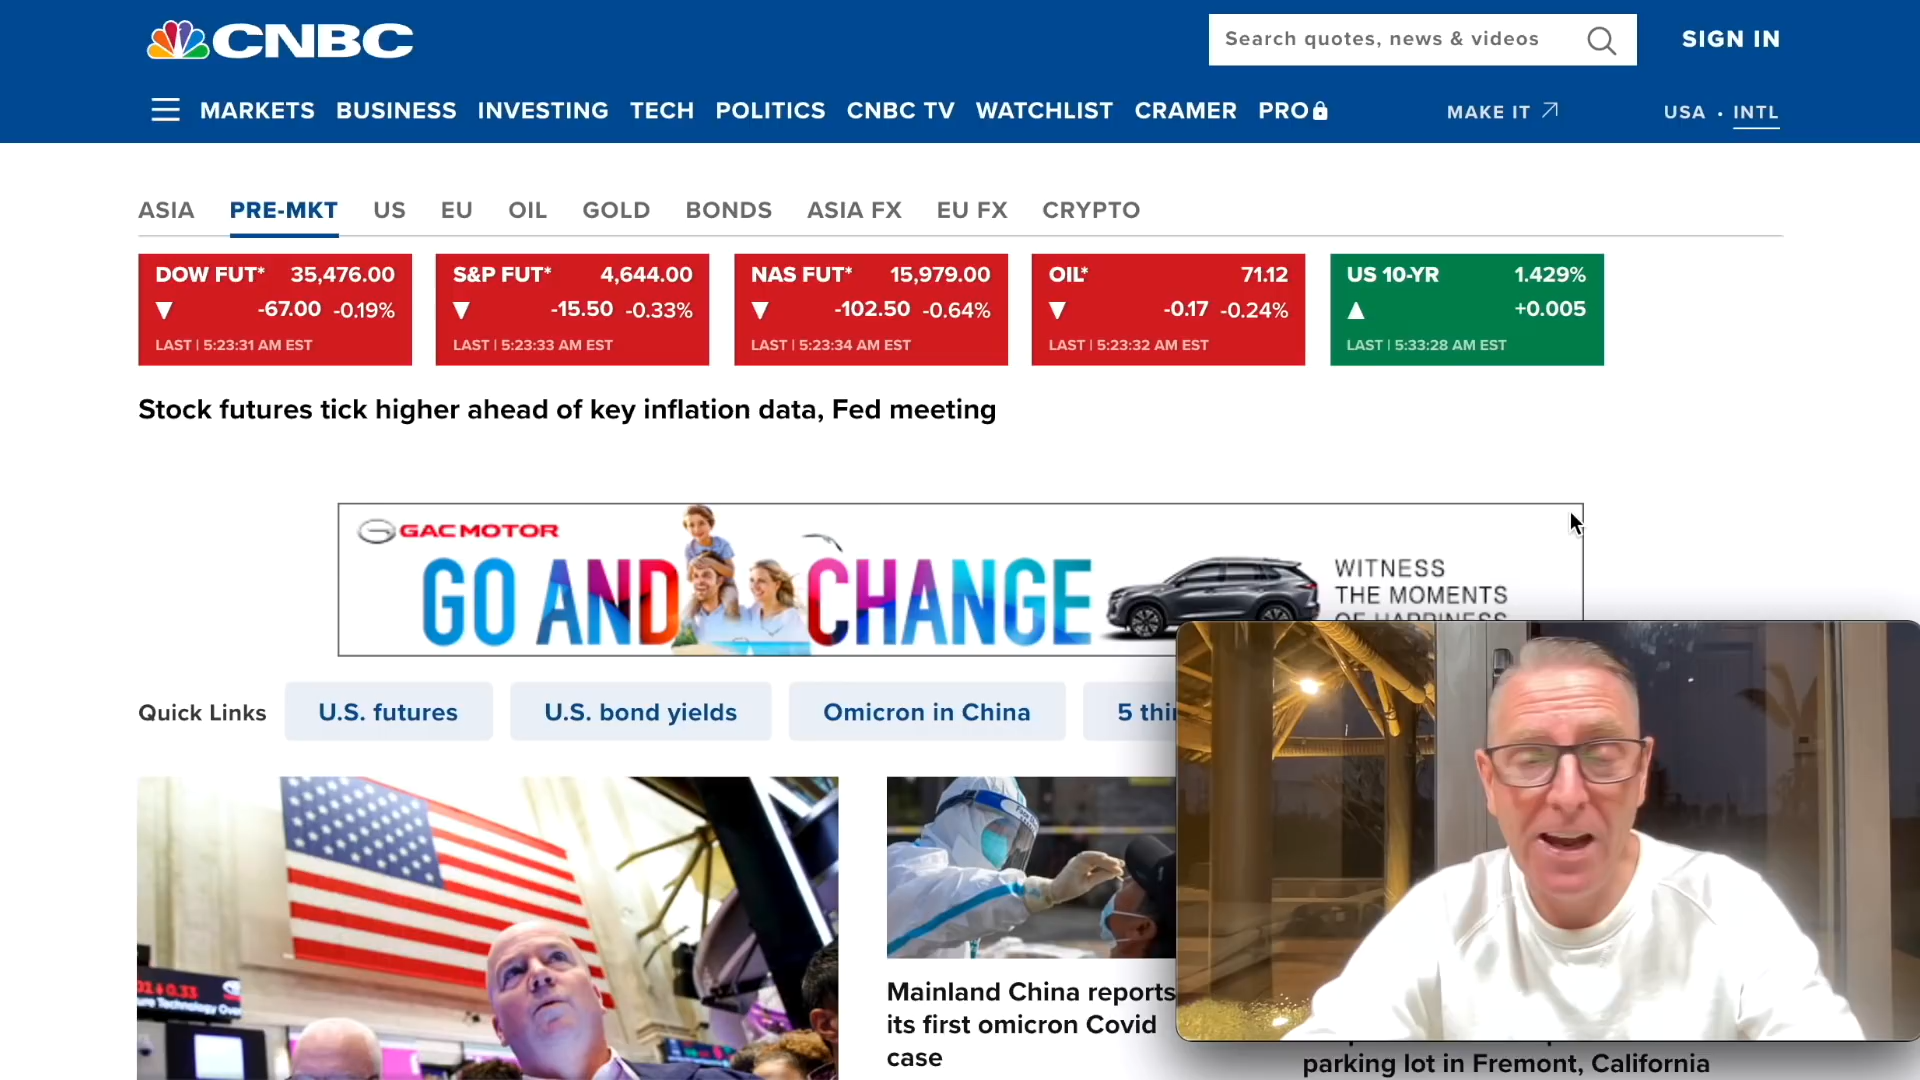 CNBC
Search quotes, news & videos
SIGN IN
MARKETS BUSINESS INVESTING TECH POLITICS CNBC TV WATCHLIST CRAMER PRO
MAKE IT
USA • INTL
ASIA PRE-MKT US EU OIL GOLD BONDS ASIA FX EU FX CRYPTO
DOW FUT* 35,476.00
▼ -67.00 -0.19%
LAST | 5:23:31 AM EST
S&P FUT* 4,644.00
▼ -15.50 -0.33%
LAST | 5:23:33 AM EST
NAS FUT* 15,979.00
▼ -102.50 -0.64%
LAST | 5:23:34 AM EST
OIL* 71.12
▼ -0.17 -0.24%
LAST | 5:23:32 AM EST
US 10-YR 1.429%
▲ +0.005
LAST | 5:33:28 AM EST
Stock futures tick higher ahead of key inflation data, Fed meeting
GAC MOTOR
GO AND CHANGE
WITNESS
THE MOMENTS
OF HAPPINESS
Quick Links
U.S. futures
U.S. bond yields
Omicron in China
5 thi
Mainland China reports
its first omicron Covid
case
parking lot in Fremont, California